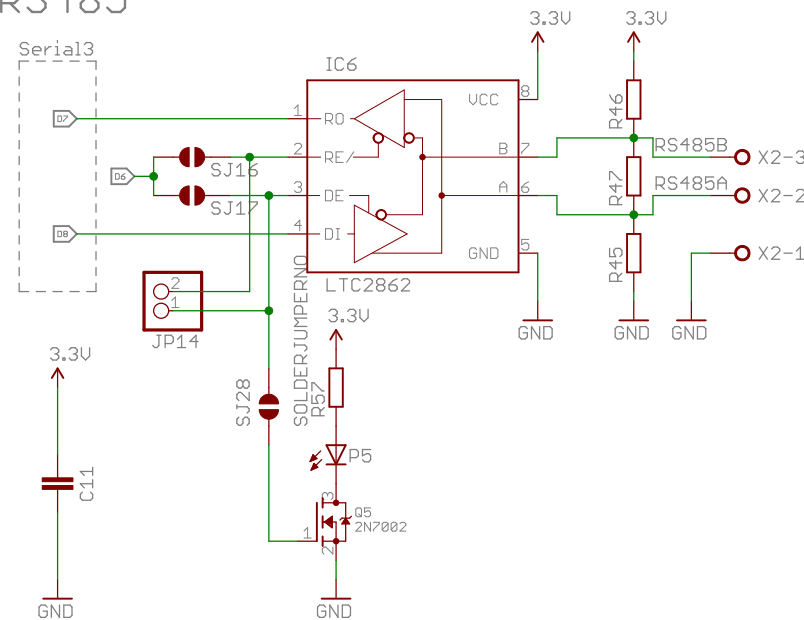 RS485
Serial3
3.3V
3.3V
IC6
D7
D6
D8
SJ16
SJ17
1
2
3
4
RO
RE/
DE
DI
VCC
B
A
GND
8
7
6
5
LTC2862
R46
R47
R45
RS485B
RS485A
X2-3
X2-2
X2-1
GND
GND
GND
2
1
JP14
SJ28
SOLDERJUMPERNO
3.3V
R57
P5
3
1
2
Q5
2N7002
GND
3.3V
C11
GND